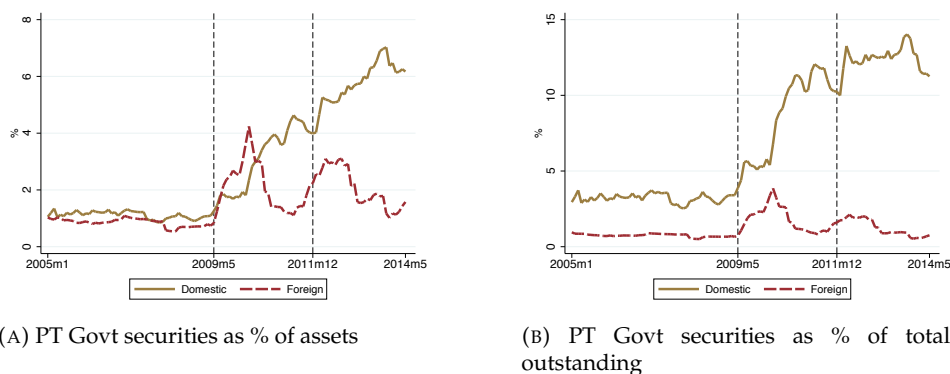 8
6
4
2
0
%
2005m1
2009m5
2011m12
2014m5
Domestic
Foreign
(A) PT Govt securities as % of assets
15
10
5
0
%
2005m1
2009m5
2011m12
2014m5
Domestic
Foreign
(B) PT Govt securities as % of total
outstanding